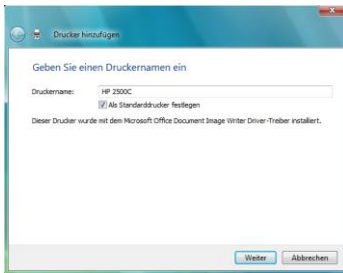 Drucker hinzufügen
Geben Sie einen Druckernamen ein
Druckername: HP 2500C
Als Standarddrucker festlegen
Dieser Drucker wurde mit dem Microsoft Office Document Image Writer Driver-Treiber installiert.
Weiter Abbrechen